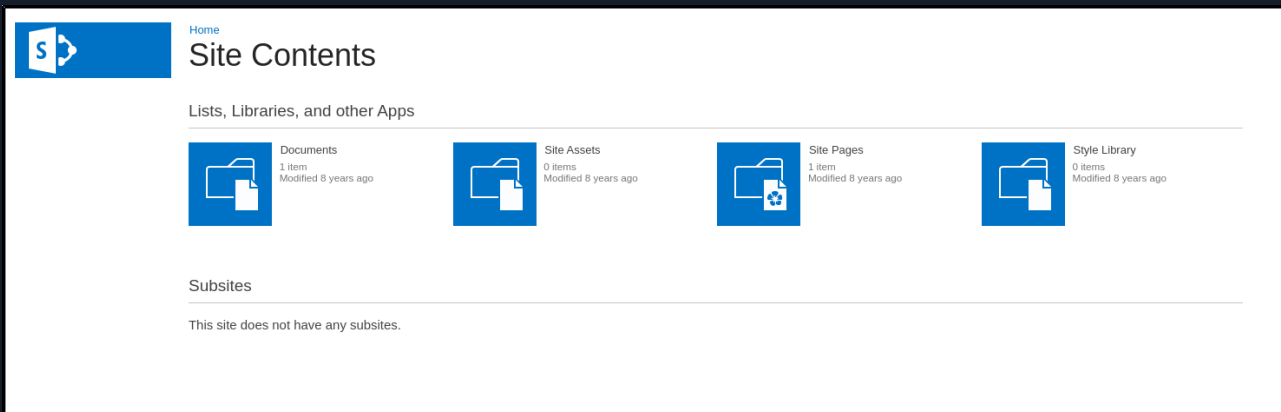 S
Home
Site Contents
Lists, Libraries, and other Apps
Documents
1 item
Modified 8 years ago
Site Assets
0 items
Modified 8 years ago
Site Pages
1 item
Modified 8 years ago
Style Library
0 items
Modified 8 years ago
Subsites
This site does not have any subsites.